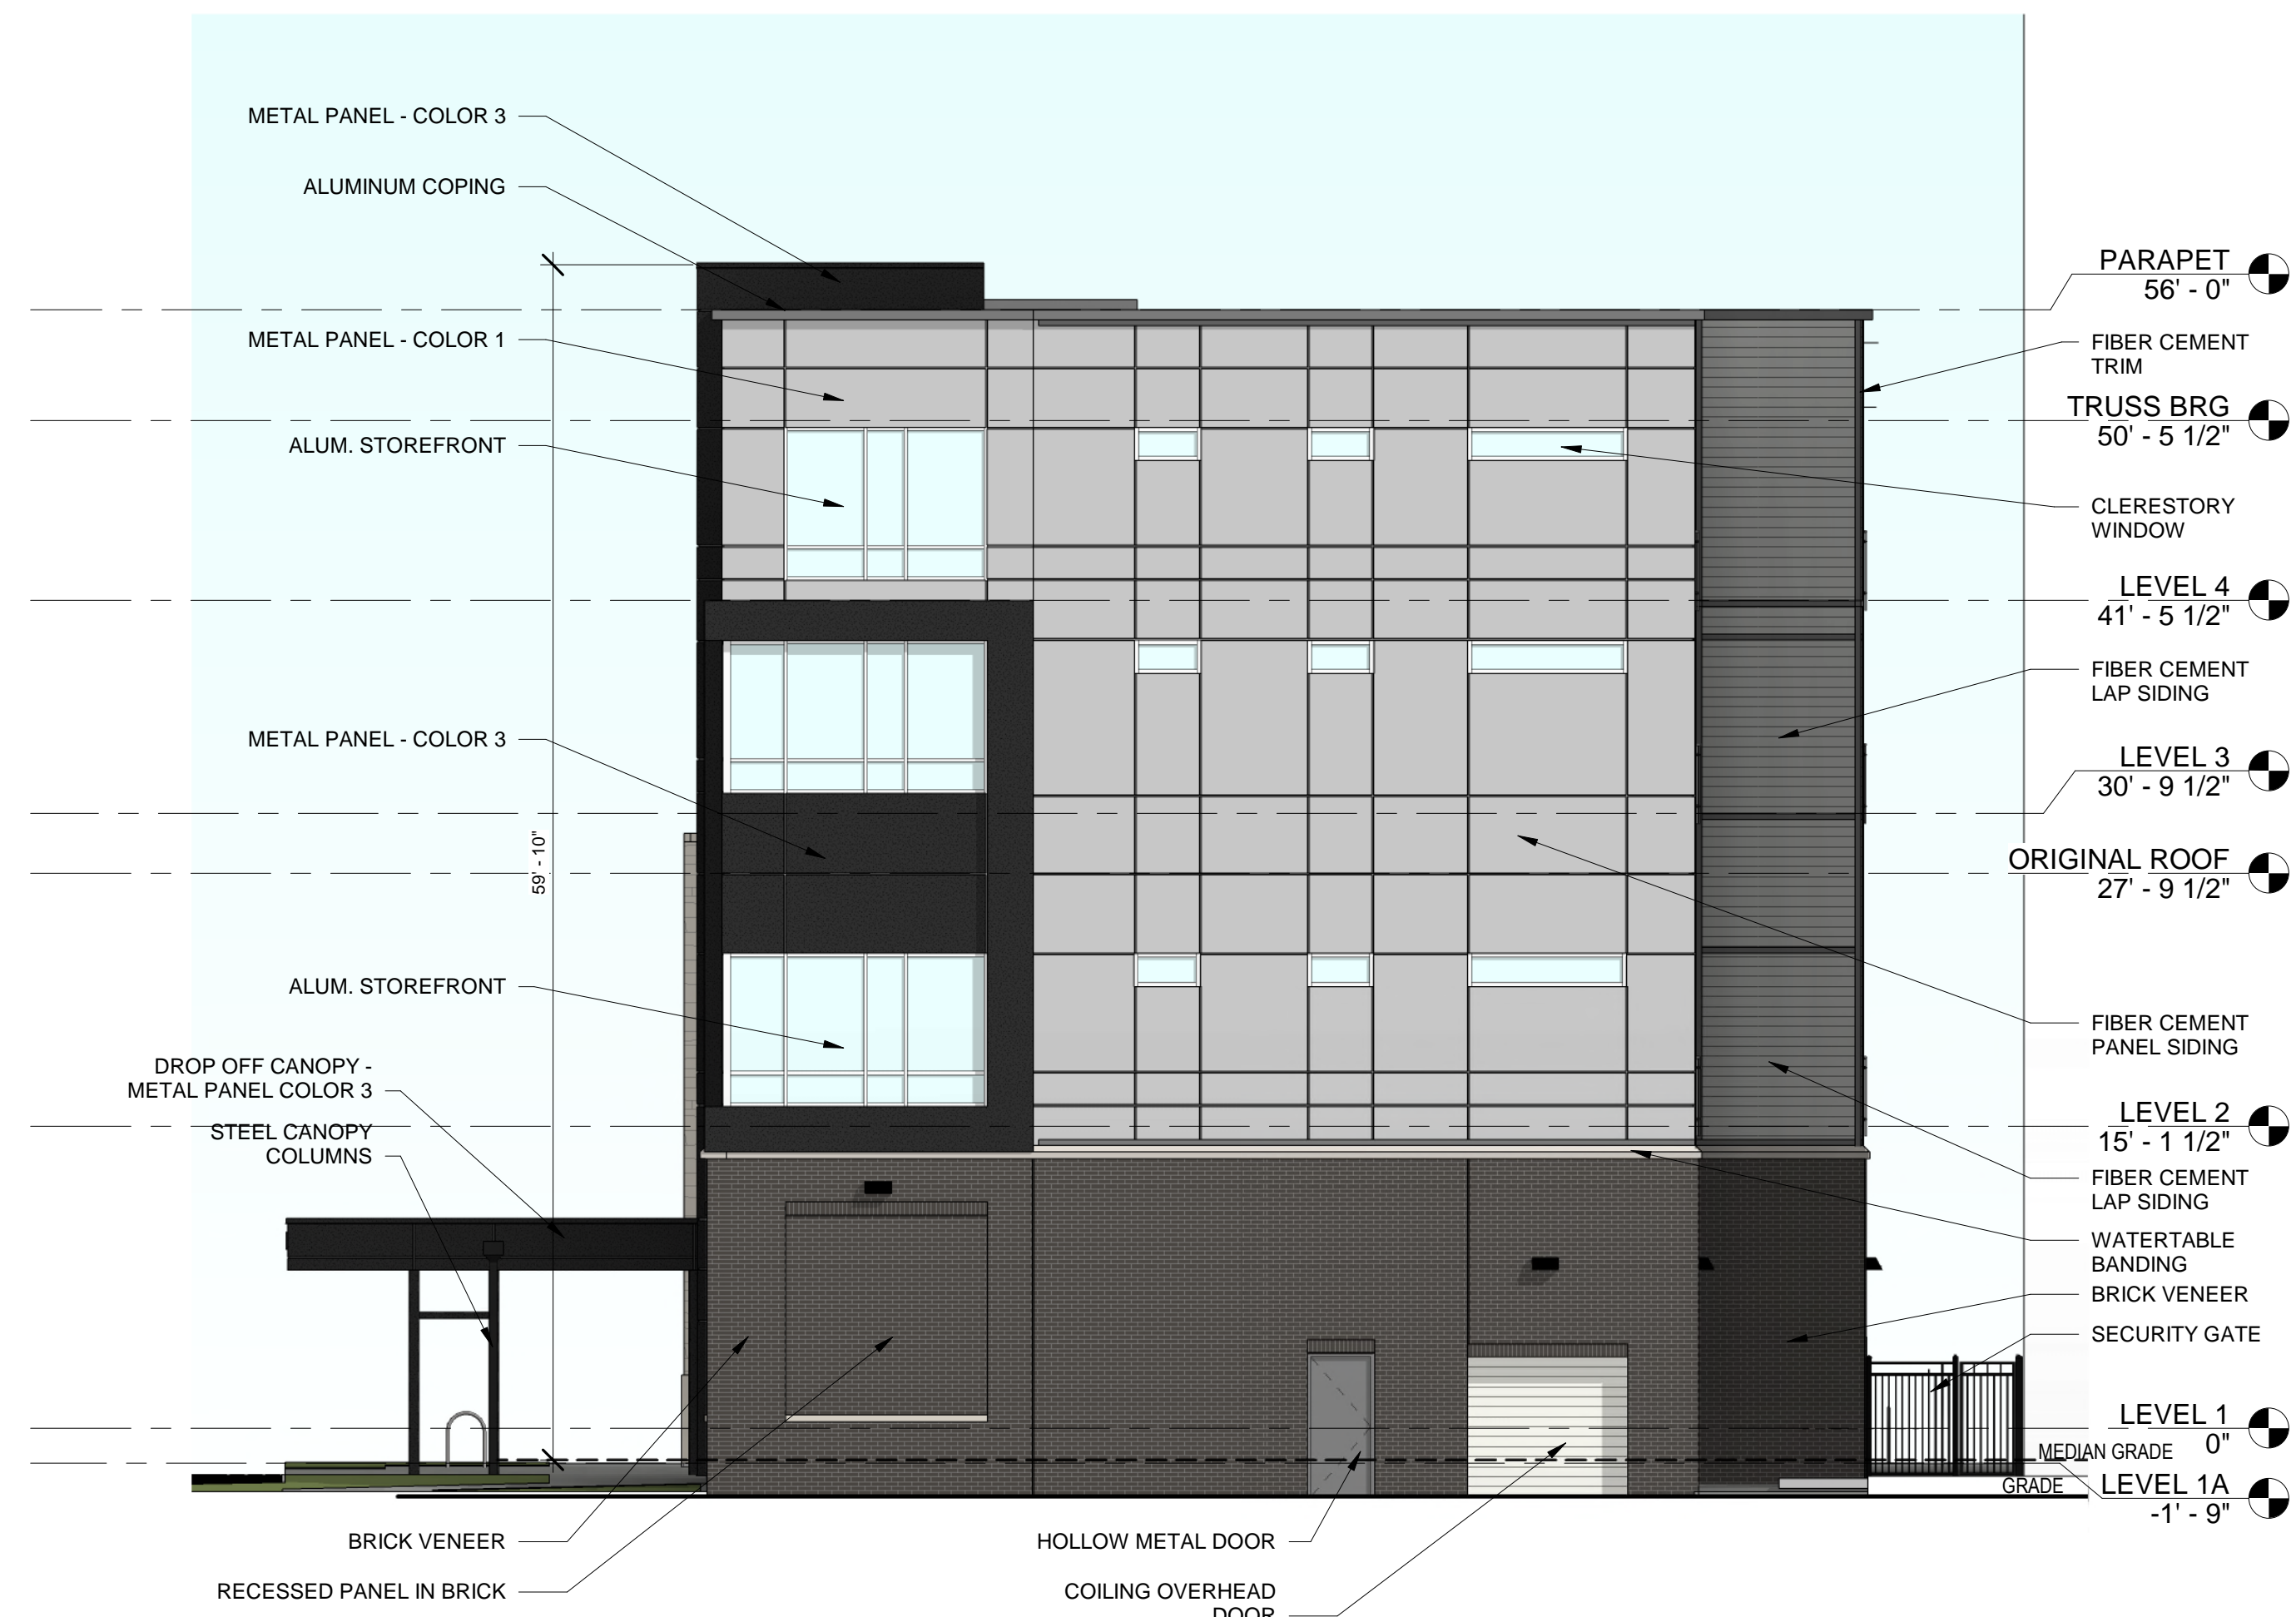 METAL PANEL - COLOR 3
ALUMINUM COPING
METAL PANEL - COLOR 1
ALUM. STOREFRONT
METAL PANEL - COLOR 3
59' - 10"
ALUM. STOREFRONT
DROP OFF CANOPY -
METAL PANEL COLOR 3
STEEL CANOPY
COLUMNS
BRICK VENEER
RECESSED PANEL IN BRICK
HOLLOW METAL DOOR
COILING OVERHEAD
DOOR
PARAPET
56' - 0"
FIBER CEMENT
TRIM
TRUSS BRG
50' - 5 1/2"
CLERESTORY
WINDOW
LEVEL 4
41' - 5 1/2"
FIBER CEMENT
LAP SIDING
LEVEL 3
30' - 9 1/2"
ORIGINAL ROOF
27' - 9 1/2"
FIBER CEMENT
PANEL SIDING
LEVEL 2
15' - 1 1/2"
FIBER CEMENT
LAP SIDING
WATERTABLE
BANDING
BRICK VENEER
SECURITY GATE
LEVEL 1
0"
MEDIAN GRADE
GRADE
LEVEL 1A
-1' - 9"